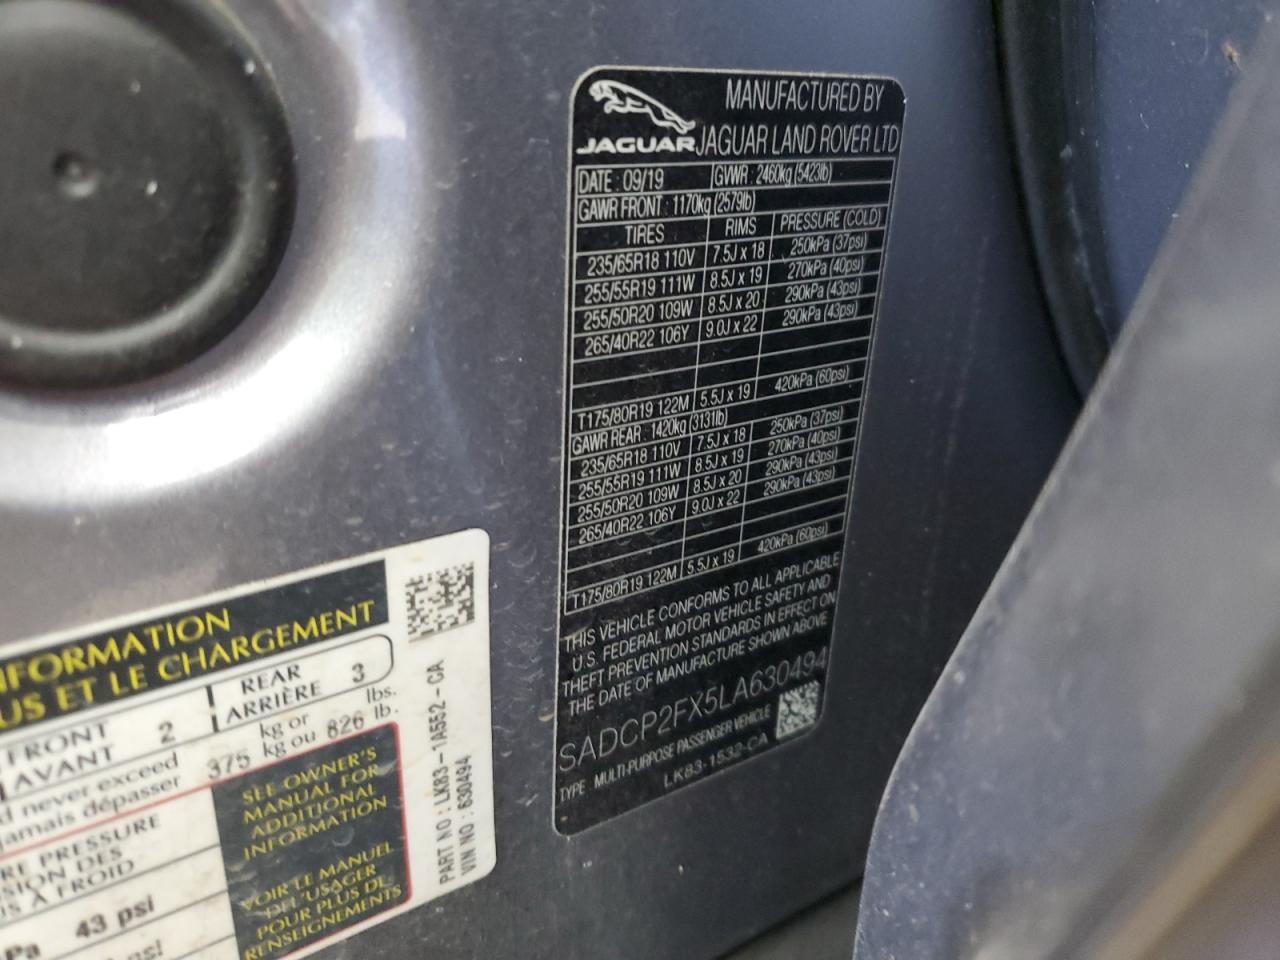 JAGUAR
MANUFACTURED BY
JAGUAR LAND ROVER LTD
DATE : 09/19 GVWR : 2460kg (5423lb)
GAWR FRONT : 1170kg (2579lb)
TIRES RIMS PRESSURE (COLD)
235/65R18 110V 7.5J x 18 250kPa (37psi)
255/55R19 111W 8.5J x 19 270kPa (40psi)
255/50R20 109W 8.5J x 20 290kPa (43psi)
265/40R22 106Y 9.0J x 22 290kPa (43psi)
T175/80R19 122M 5.5J x 19 420kPa (60psi)
GAWR REAR : 1420kg (3131lb)
235/65R18 110V 7.5J x 18 250kPa (37psi)
255/55R19 111W 8.5J x 19 270kPa (40psi)
255/50R20 109W 8.5J x 20 290kPa (43psi)
265/40R22 106Y 9.0J x 22 290kPa (43psi)
T175/80R19 122M 5.5J x 19 420kPa (60psi)
THIS VEHICLE CONFORMS TO ALL APPLICABLE
U.S. FEDERAL MOTOR VEHICLE SAFETY AND
THEFT PREVENTION STANDARDS IN EFFECT ON
THE DATE OF MANUFACTURE SHOWN ABOVE
SADCP2FX5LA630494
TYPE : MULTI-PURPOSE PASSENGER VEHICLE
LK83-1532-CA
NFORMATION
US ET LE CHARGEMENT
FRONT 2 REAR 3
AVANT ARRIÈRE
d never exceed 375 kg or 826 lbs.
jamais dépasser kg ou lb.
RE PRESSURE
SION DES
S À FROID
Pa 43 psi
psi
SEE OWNER'S
MANUAL FOR
ADDITIONAL
INFORMATION
VOIR LE MANUEL
DE L'USAGER
POUR PLUS DE
RENSEIGNEMENTS
PART NO : LK83-1A552-CA
VIN NO : 630494